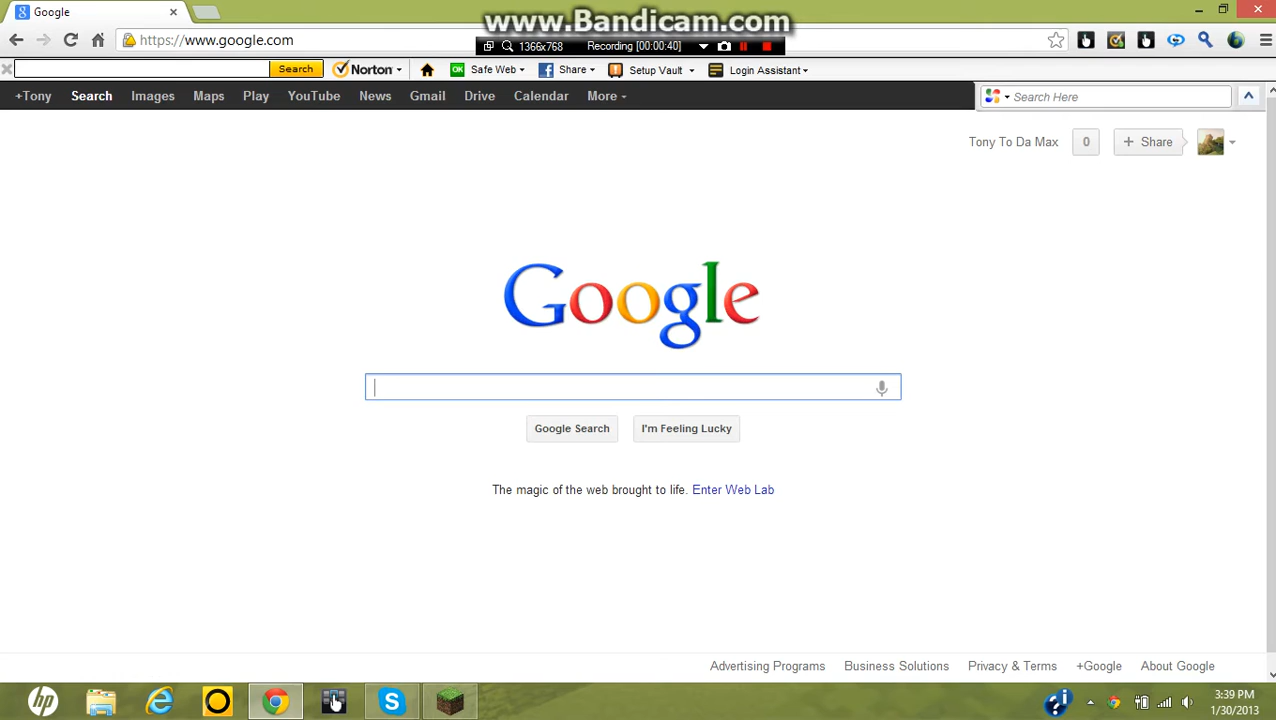 Google
www.Bandicam.com
https://www.google.com
1366x768 Recording [00:00:40]
Search Norton Safe Web Share Setup Vault Login Assistant
+Tony Search Images Maps Play YouTube News Gmail Drive Calendar More Search Here
Tony To Da Max 0 + Share
Google
Google Search I'm Feeling Lucky
The magic of the web brought to life. Enter Web Lab
Advertising Programs Business Solutions Privacy & Terms +Google About Google
3:39 PM
1/30/2013